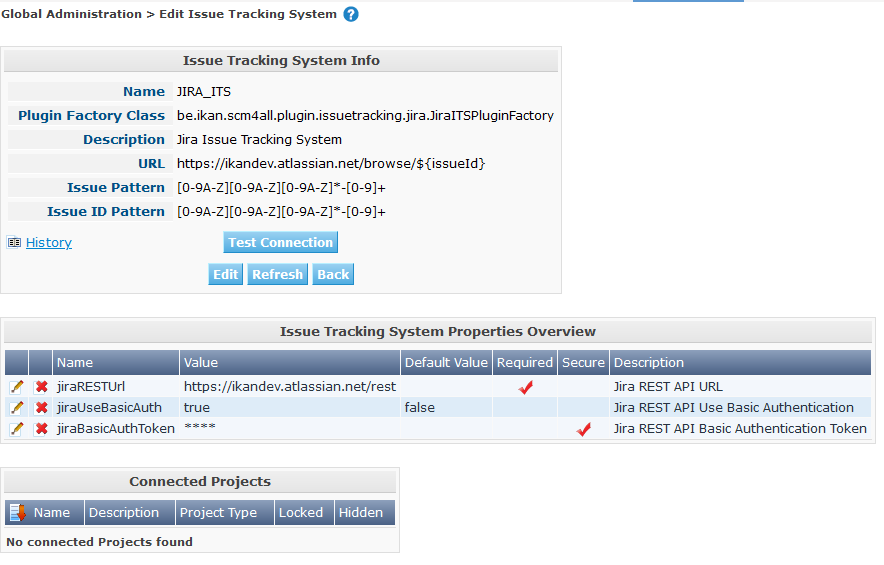 Global Administration > Edit Issue Tracking System ?
Issue Tracking System Info
Name JIRA_ITS
Plugin Factory Class be.ikan.scm4all.plugin.issuetracking.jira.JiraITSPluginFactory
Description Jira Issue Tracking System
URL https://ikandev.atlassian.net/browse/${issueId}
Issue Pattern [0-9A-Z][0-9A-Z][0-9A-Z]*-[0-9]+
Issue ID Pattern [0-9A-Z][0-9A-Z][0-9A-Z]*-[0-9]+
History Test Connection
Edit Refresh Back
Issue Tracking System Properties Overview
Name Value Default Value Required Secure Description
jiraRESTUrl https://ikandev.atlassian.net/rest Jira REST API URL
jiraUseBasicAuth true false Jira REST API Use Basic Authentication
jiraBasicAuthToken **** Jira REST API Basic Authentication Token
Connected Projects
Name Description Project Type Locked Hidden
No connected Projects found